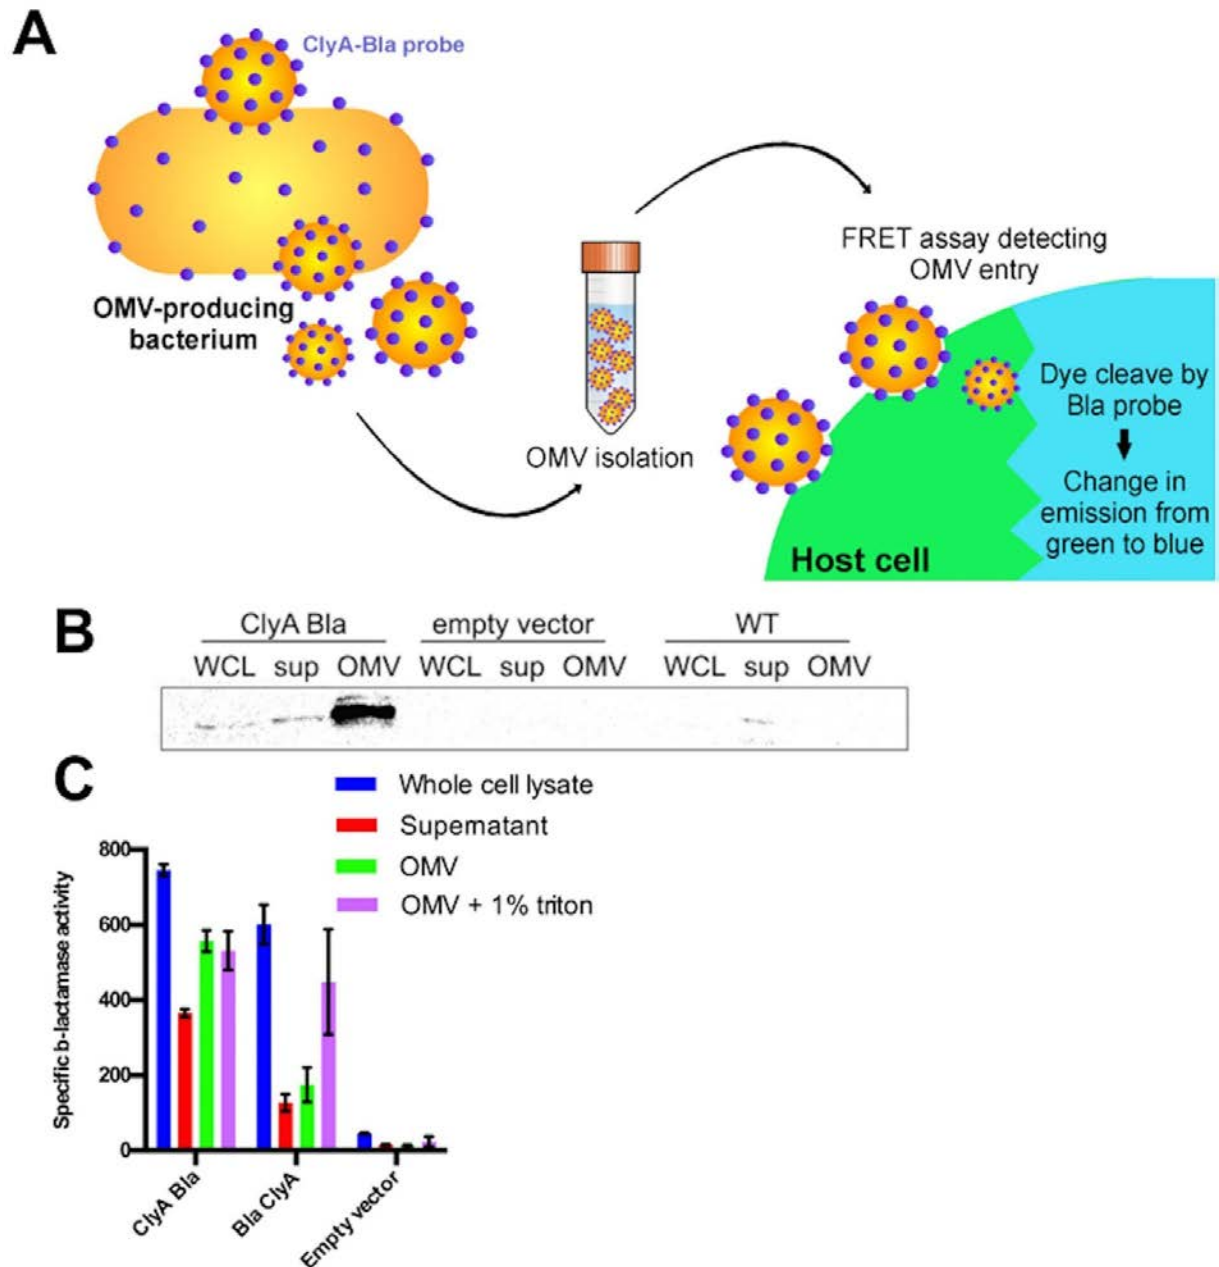 A
ClyA-Bla probe
OMV-producing
bacterium
OMV isolation
FRET assay detecting
OMV entry
Dye cleave by
Bla probe
Change in
emission from
green to blue
Host cell
B
ClyA Bla empty vector WT
WCL sup OMV WCL sup OMV WCL sup OMV
C
Whole cell lysate
Supernatant
OMV
OMV + 1% triton
Specific b-lactamase activity
800
600
400
200
0
ClyA Bla
Bla ClyA
Empty vector